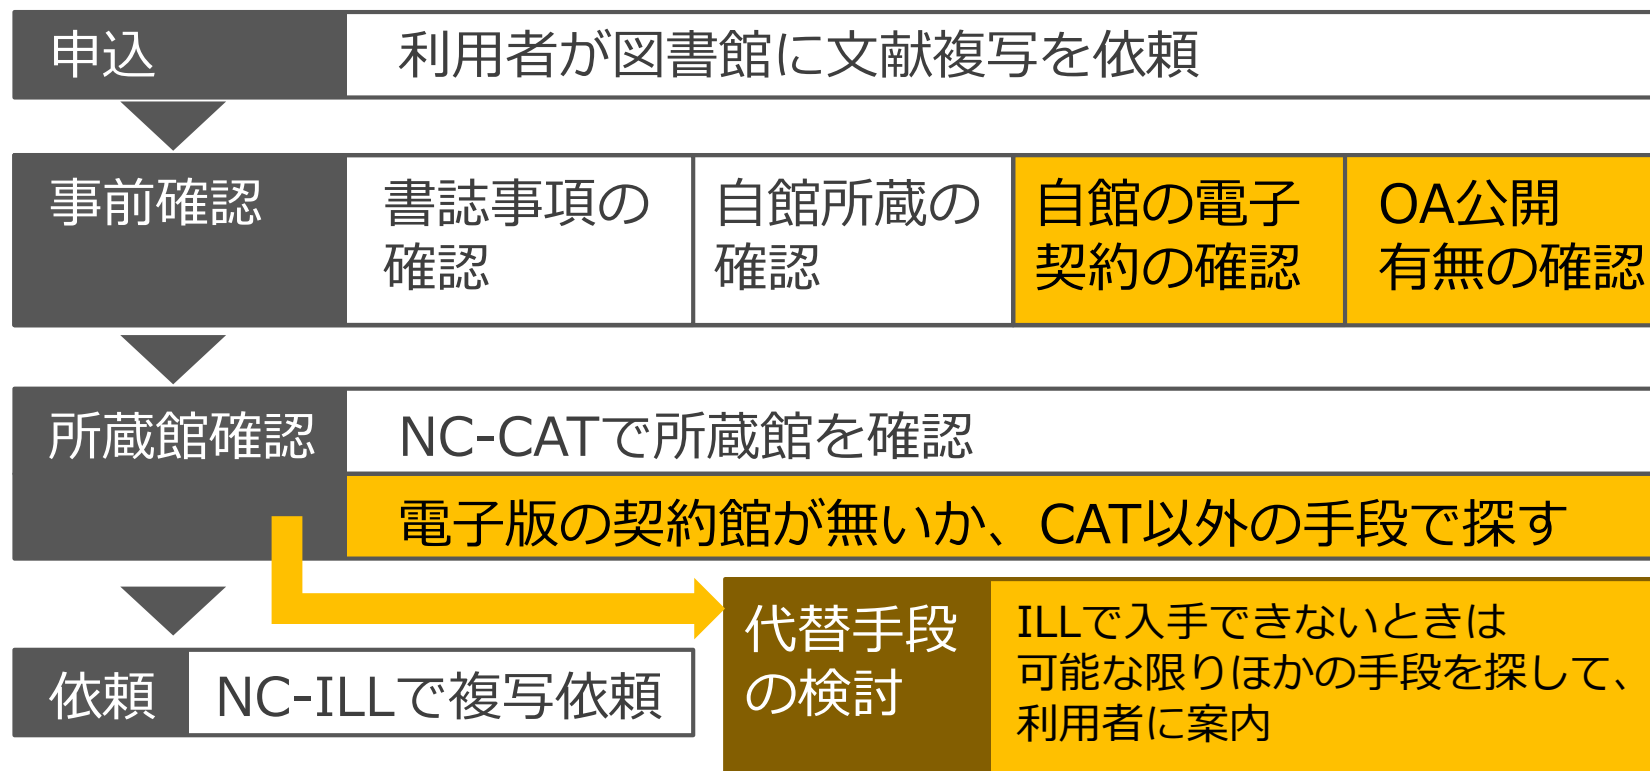 申込
利用者が図書館に文献複写を依頼
事前確認
書誌事項の
確認
自館所蔵の
確認
自館の電子
契約の確認
OA公開
有無の確認
所蔵館確認
NC-CATで所蔵館を確認
電子版の契約館が無いか、CAT以外の手段で探す
依頼
NC-ILLで複写依頼
代替手段
の検討
ILLで入手できないときは
可能な限りほかの手段を探して、
利用者に案内